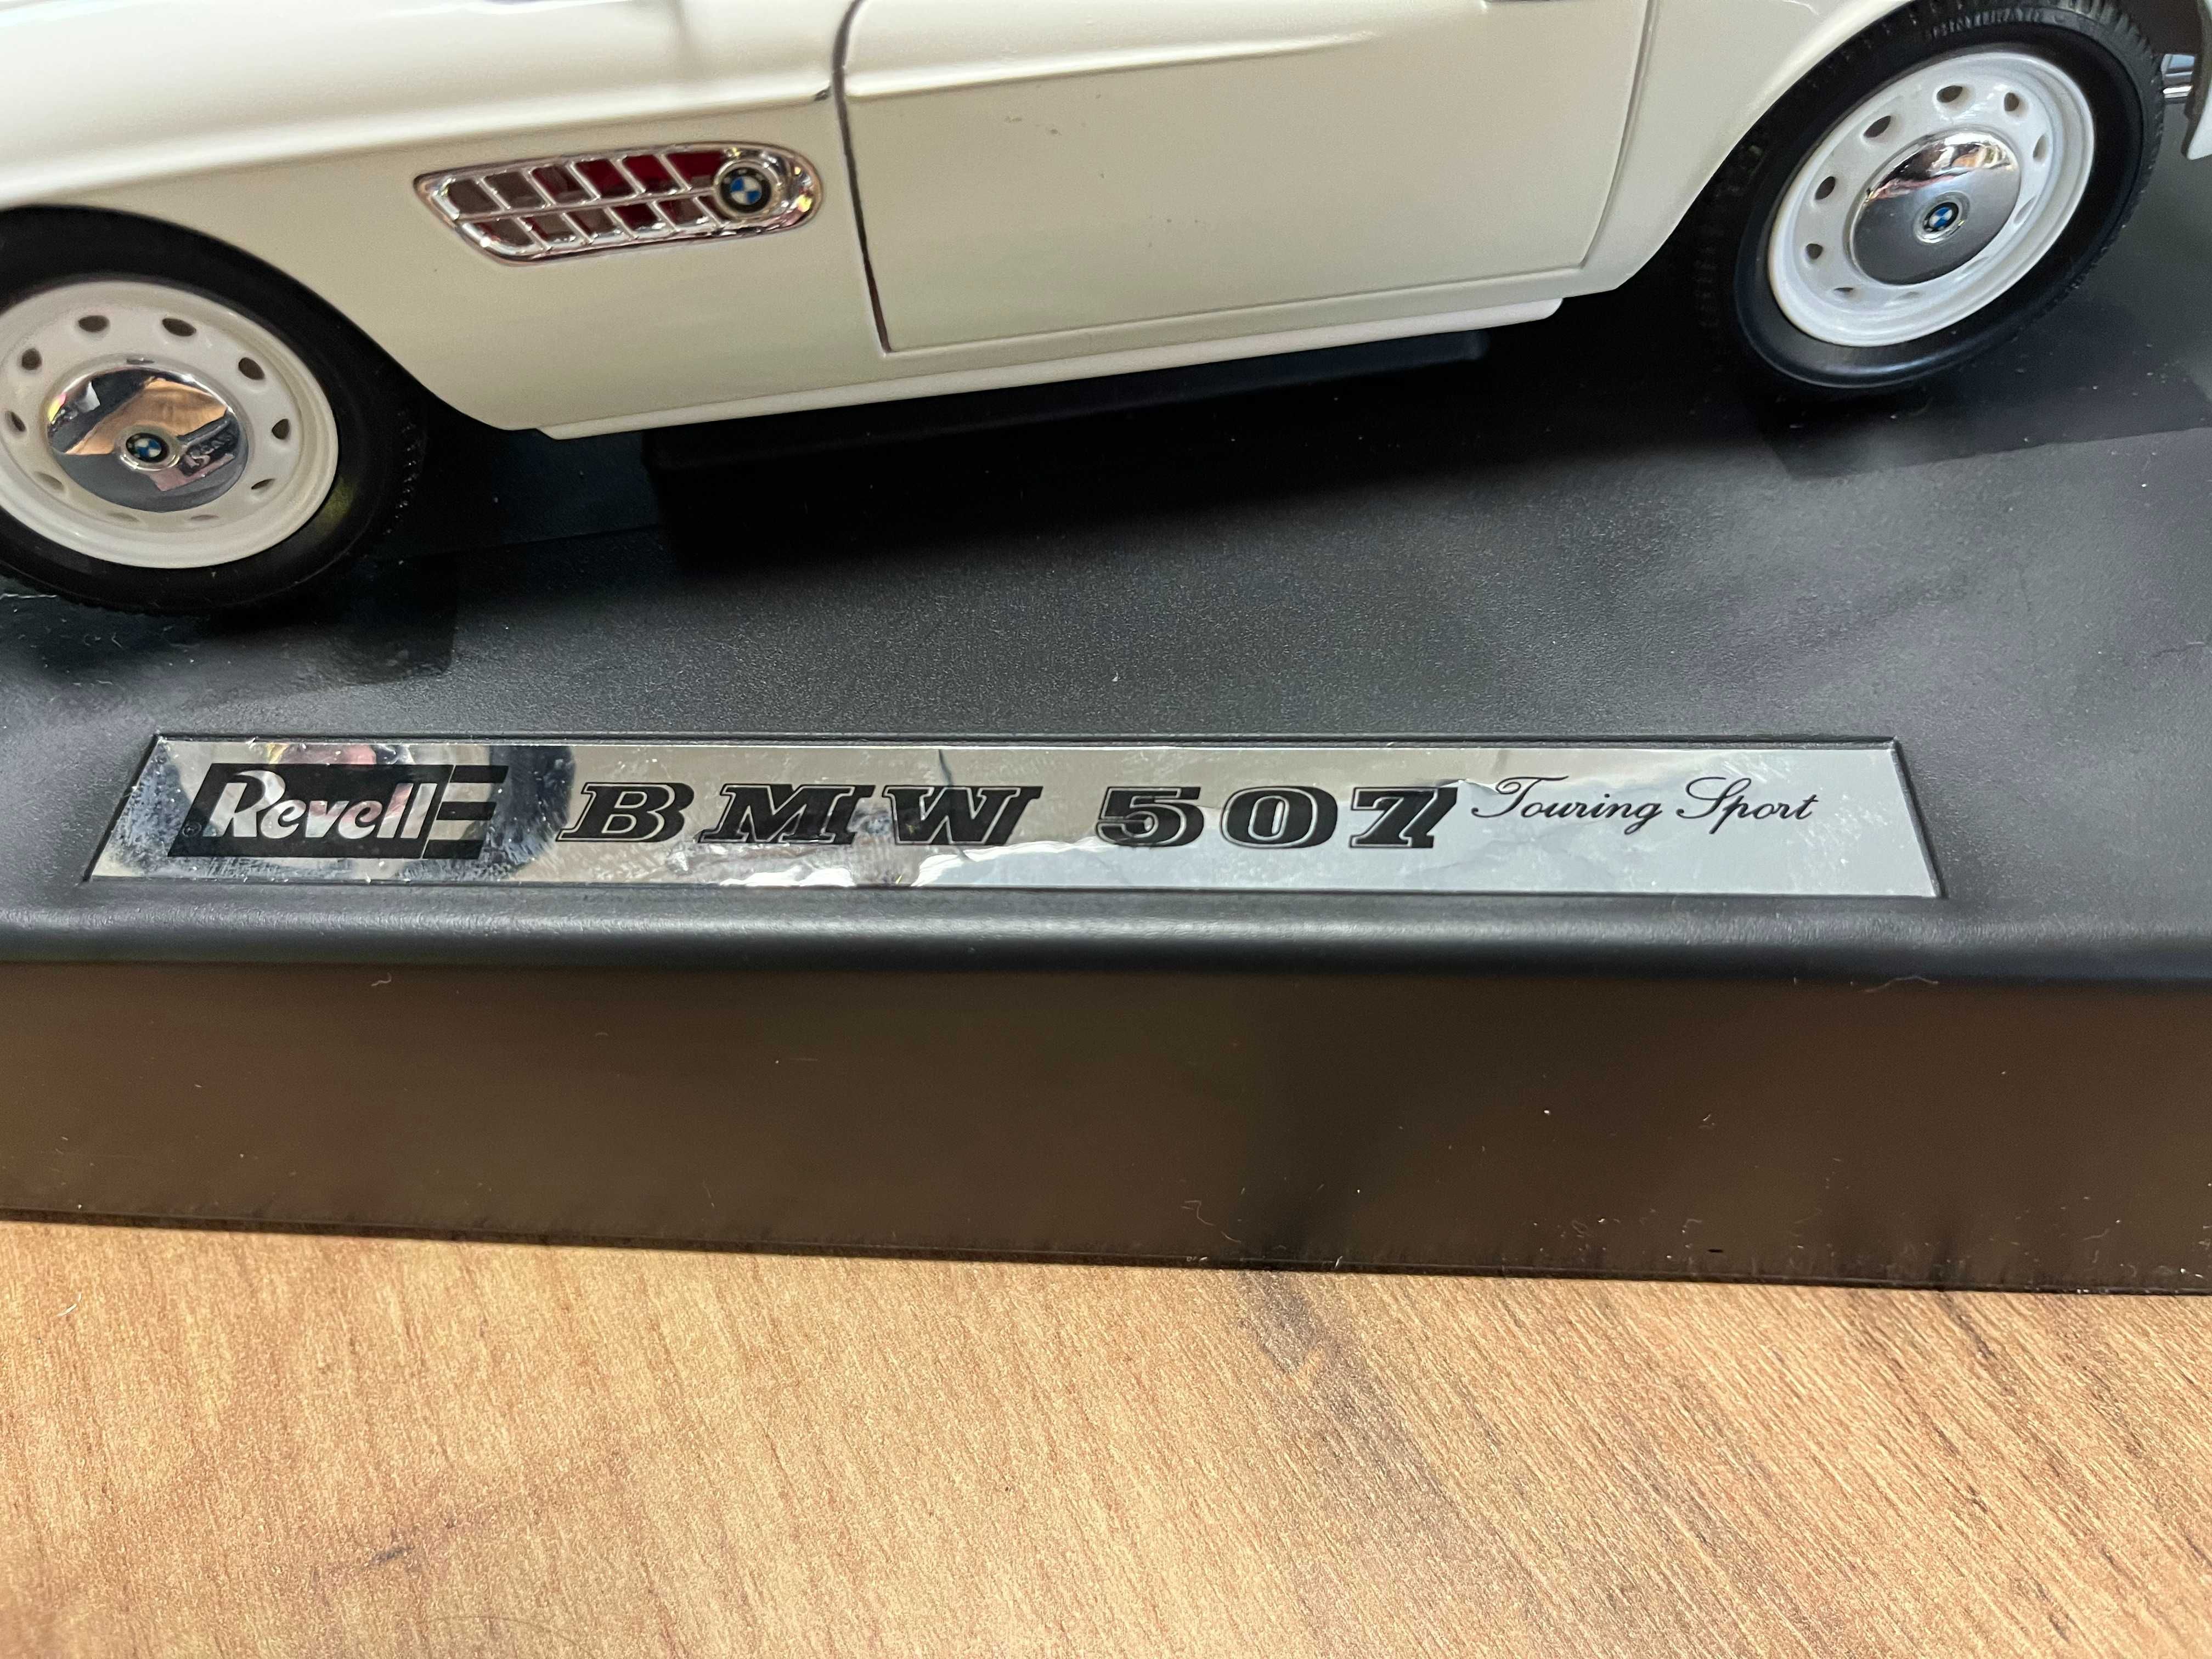 Revell BMW 507 Touring Sport